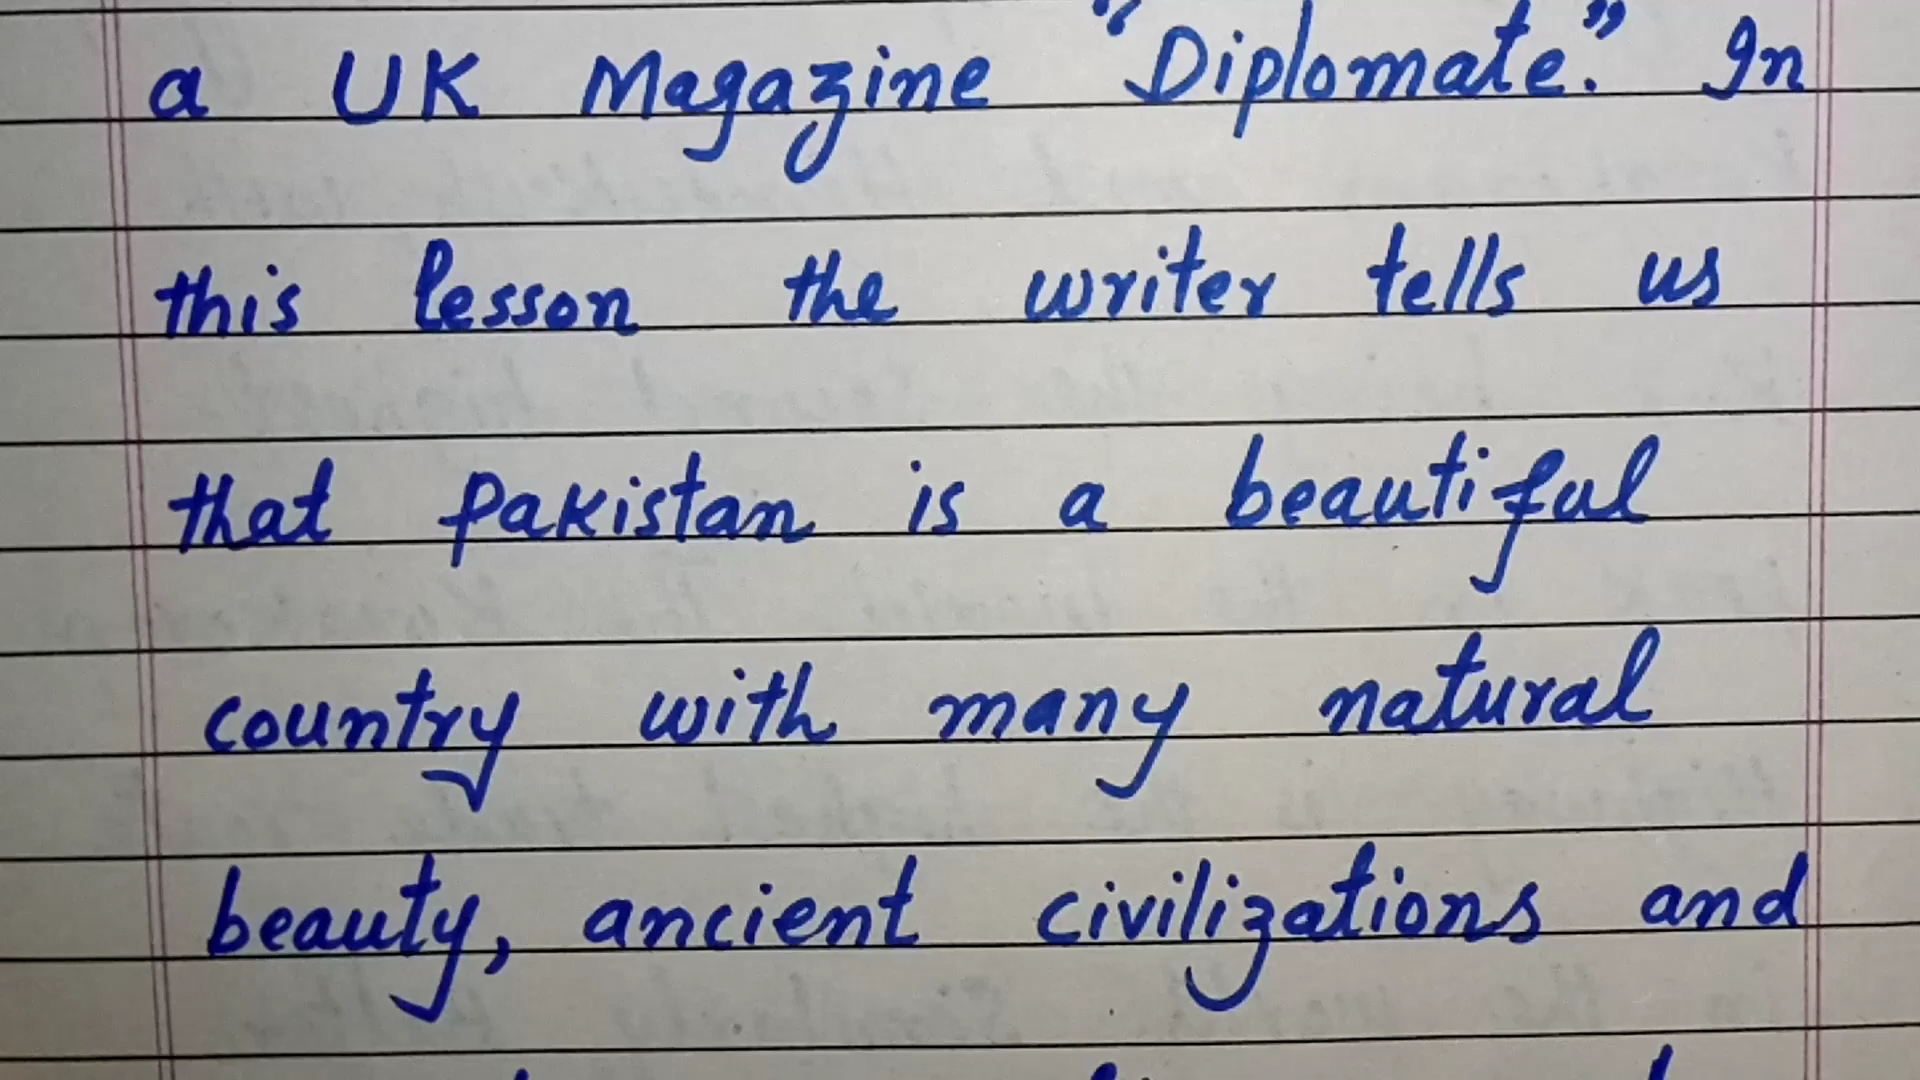 a UK Magazine "Diplomate." In
this lesson the writer tells us
that pakistan is a beautiful
country with many natural
beauty, ancient civilizations and